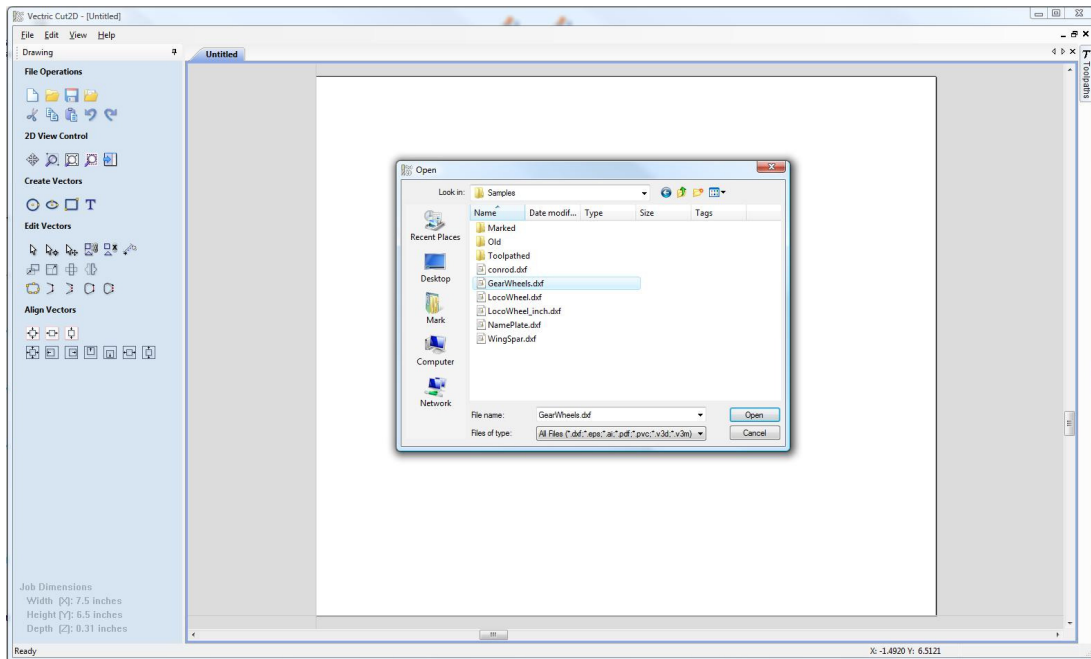 Vectric Cut2D - [Untitled]
File Edit View Help
Drawing
Untitled
Toolpaths
File Operations
2D View Control
Create Vectors
T
Edit Vectors
Align Vectors
Open
Look in: Samples
Name Date modif... Type Size Tags
Recent Places
Desktop
Mark
Computer
Network
Marked
Old
Toolpathed
conrod.dxf
GearWheels.dxf
LocoWheel.dxf
LocoWheel_inch.dxf
NamePlate.dxf
WingSpar.dxf
File name: GearWheels.dxf Open
Files of type: All Files (*.dxf;*.eps;*.ai;*.pdf;*.pvc;*.v3d;*.v3m) Cancel
Job Dimensions
Width [X]: 7.5 inches
Height [Y]: 6.5 inches
Depth [Z]: 0.31 inches
Ready
X: -1.4920 Y: 6.5121